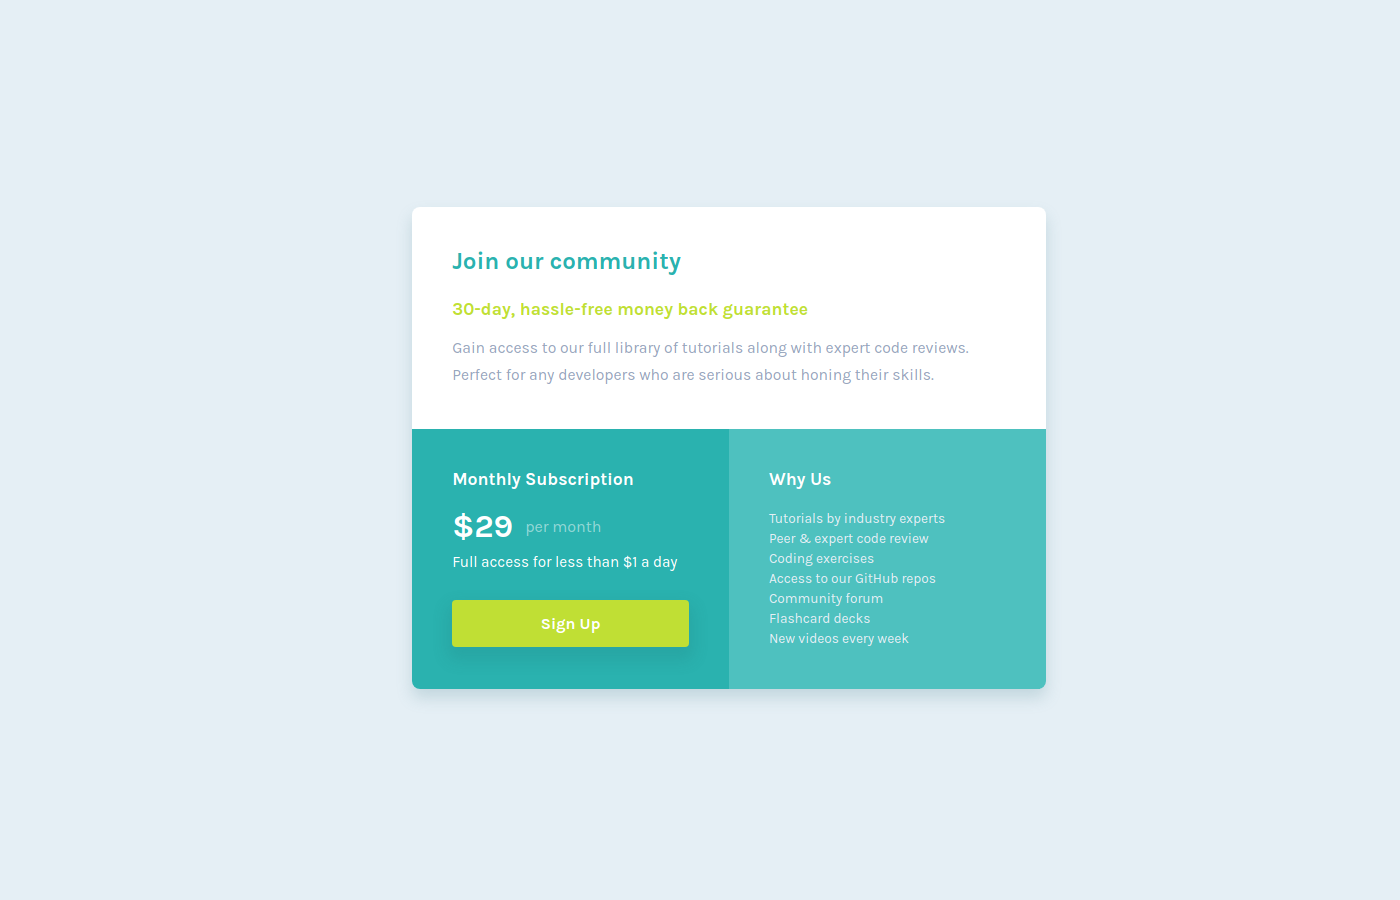 Join our community
30-day, hassle-free money back guarantee
Gain access to our full library of tutorials along with expert code reviews.
Perfect for any developers who are serious about honing their skills.
Monthly Subscription
$29 per month
Full access for less than $1 a day
Sign Up
Why Us
Tutorials by industry experts
Peer & expert code review
Coding exercises
Access to our GitHub repos
Community forum
Flashcard decks
New videos every week